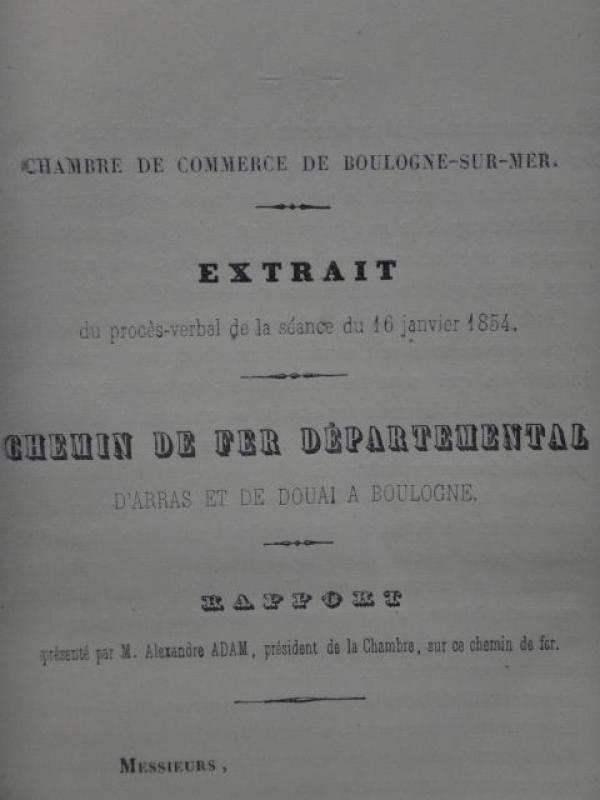 CHAMBRE DE COMMERCE DE BOULOGNE-SUR-MER.
EXTRAIT
du procès-verbal de la séance du 16 janvier 1854.
CHEMIN DE FER DÉPARTEMENTAL
D'ARRAS ET DE DOUAI A BOULOGNE.
RAPPORT
présenté par M. Alexandre ADAM, président de la Chambre, sur ce chemin de fer.
MESSIEURS,